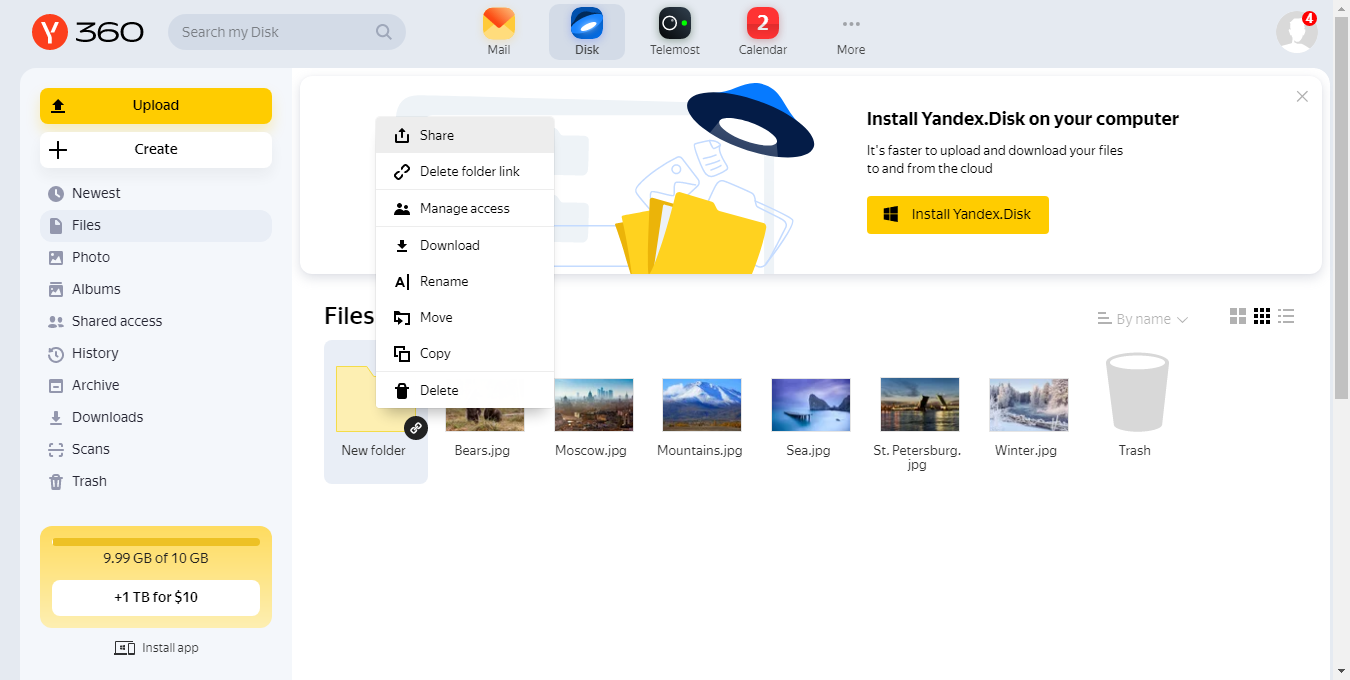 Y 360
Search my Disk
Mail
Disk
Telemost
2
Calendar
More
4
Upload
Create
Newest
Files
Photo
Albums
Shared access
History
Archive
Downloads
Scans
Trash
9.99 GB of 10 GB
+1 TB for $10
Install app
Install Yandex.Disk on your computer
It's faster to upload and download your files
to and from the cloud
Install Yandex.Disk
Share
Delete folder link
Manage access
Download
Rename
Move
Copy
Delete
Files
By name
New folder
Bears.jpg
Moscow.jpg
Mountains.jpg
Sea.jpg
St. Petersburg.
jpg
Winter.jpg
Trash